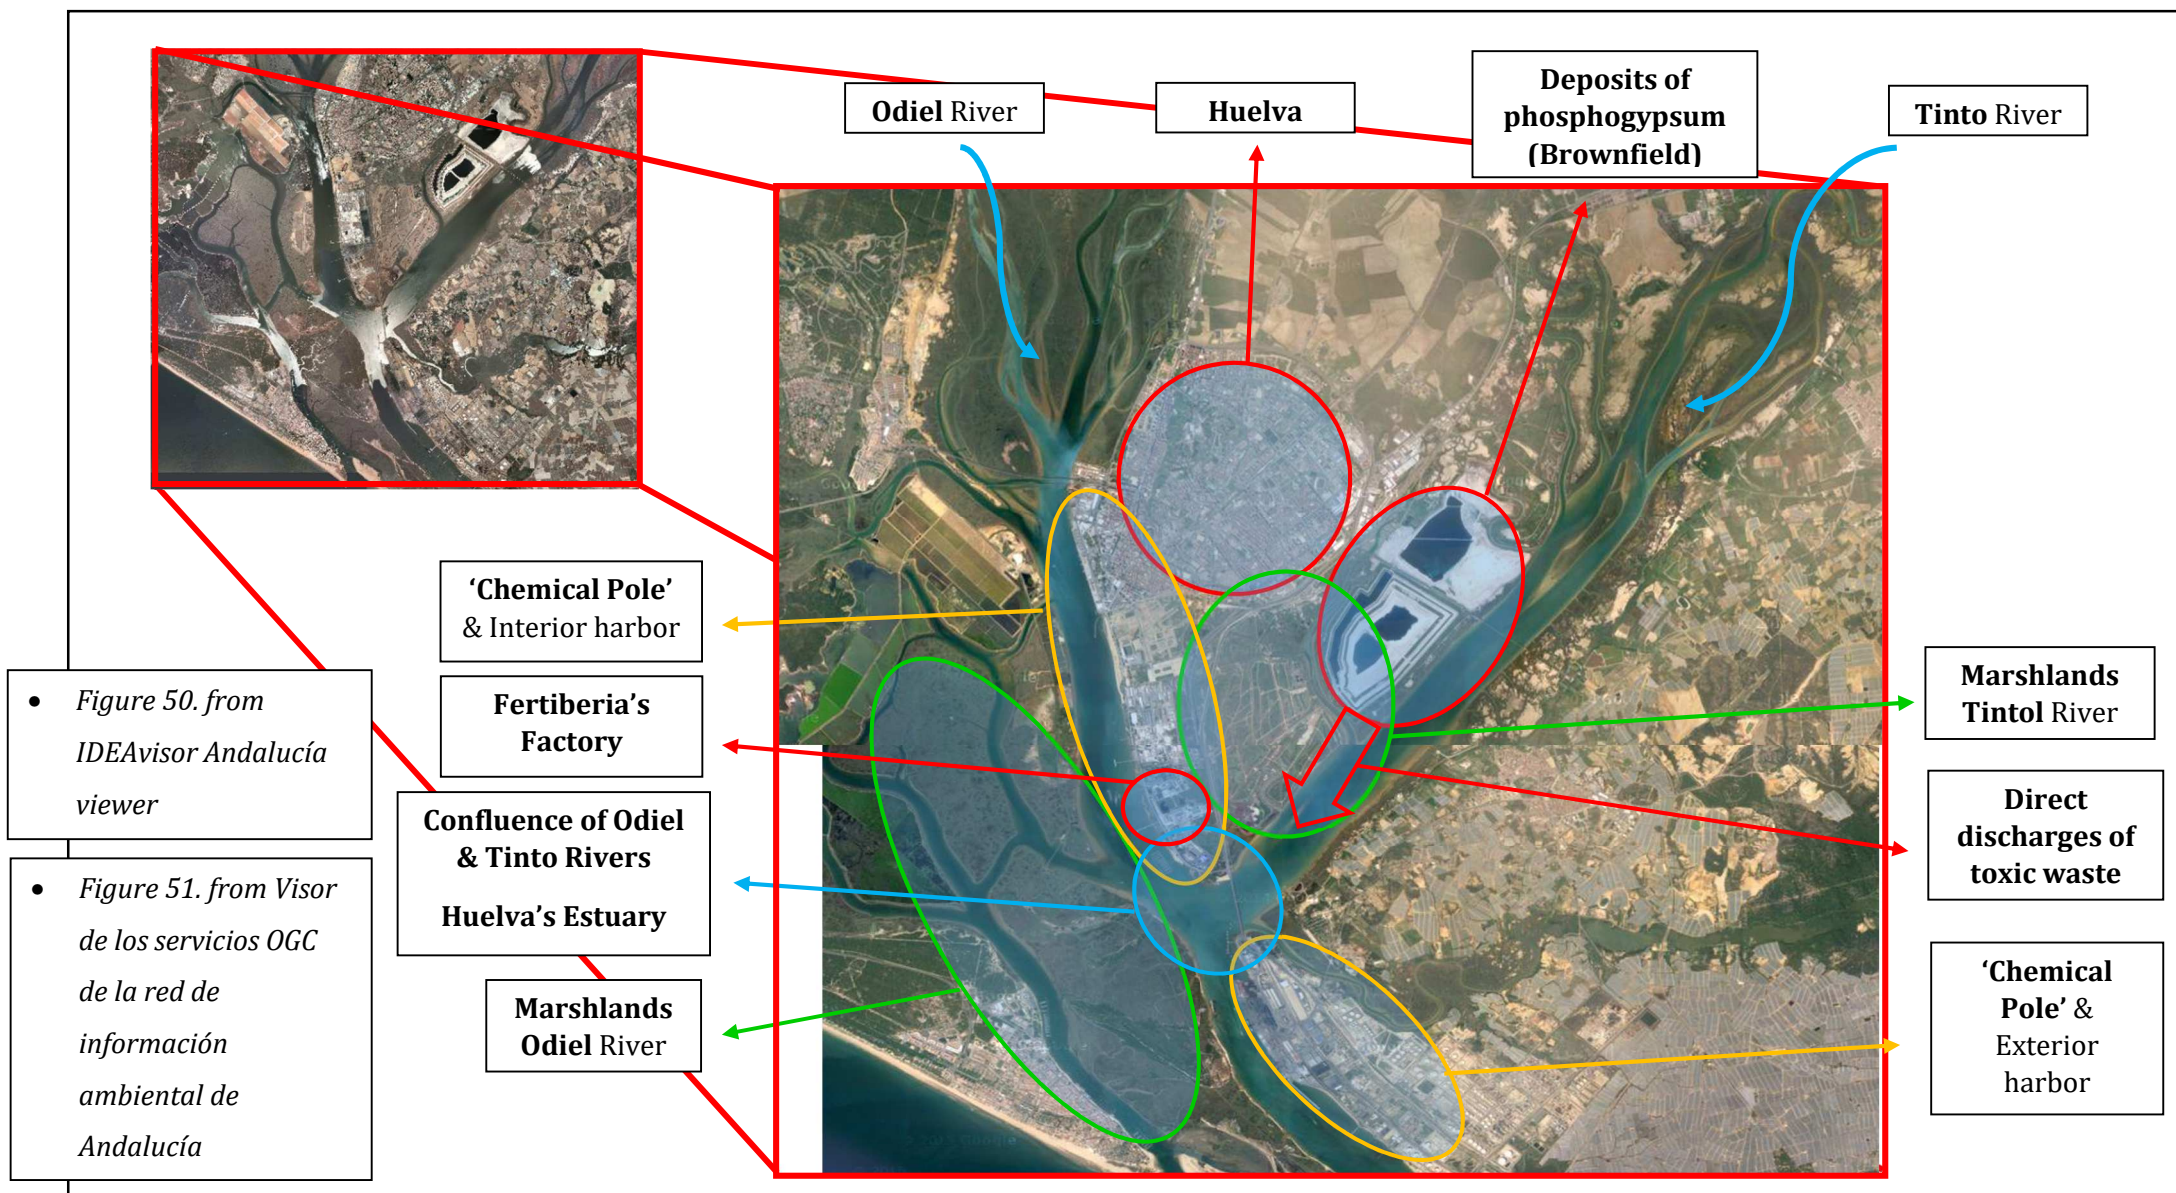 Odiel River
Huelva
Deposits of
phosphogypsum
(Brownfield)
Tinto River
‘Chemical Pole’
& Interior harbor
Fertiberia’s
Factory
Confluence of Odiel
& Tinto Rivers
Huelva’s Estuary
Marshlands
Odiel River
• Figure 50. from
IDEAvisor Andalucía
viewer
• Figure 51. from Visor
de los servicios OGC
de la red de
información
ambiental de
Andalucía
Marshlands
Tintol River
Direct
discharges of
toxic waste
‘Chemical
Pole’ &
Exterior
harbor